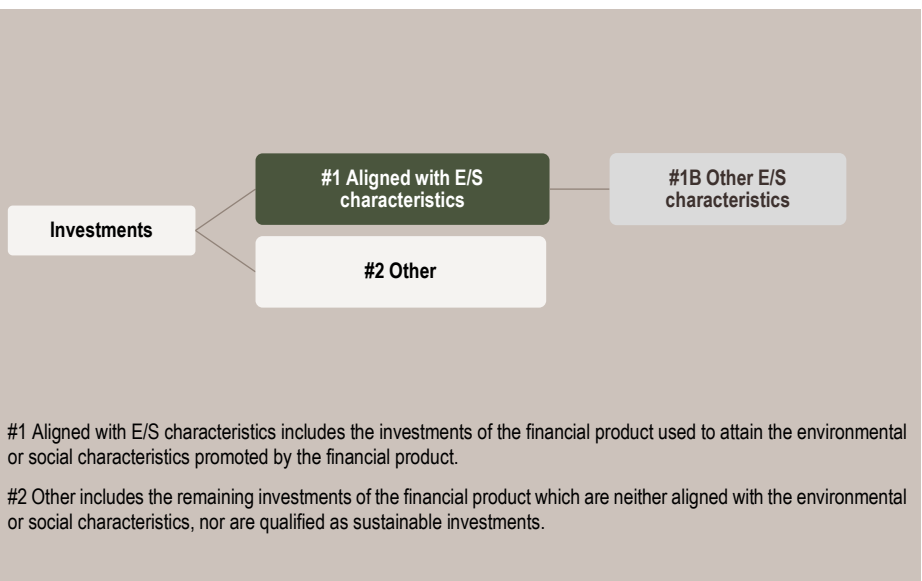 #1 Aligned with E/S
characteristics
#1B Other E/S
characteristics
Investments
#2 Other
#1 Aligned with E/S characteristics includes the investments of the financial product used to attain the environmental
or social characteristics promoted by the financial product.
#2 Other includes the remaining investments of the financial product which are neither aligned with the environmental
or social characteristics, nor are qualified as sustainable investments.